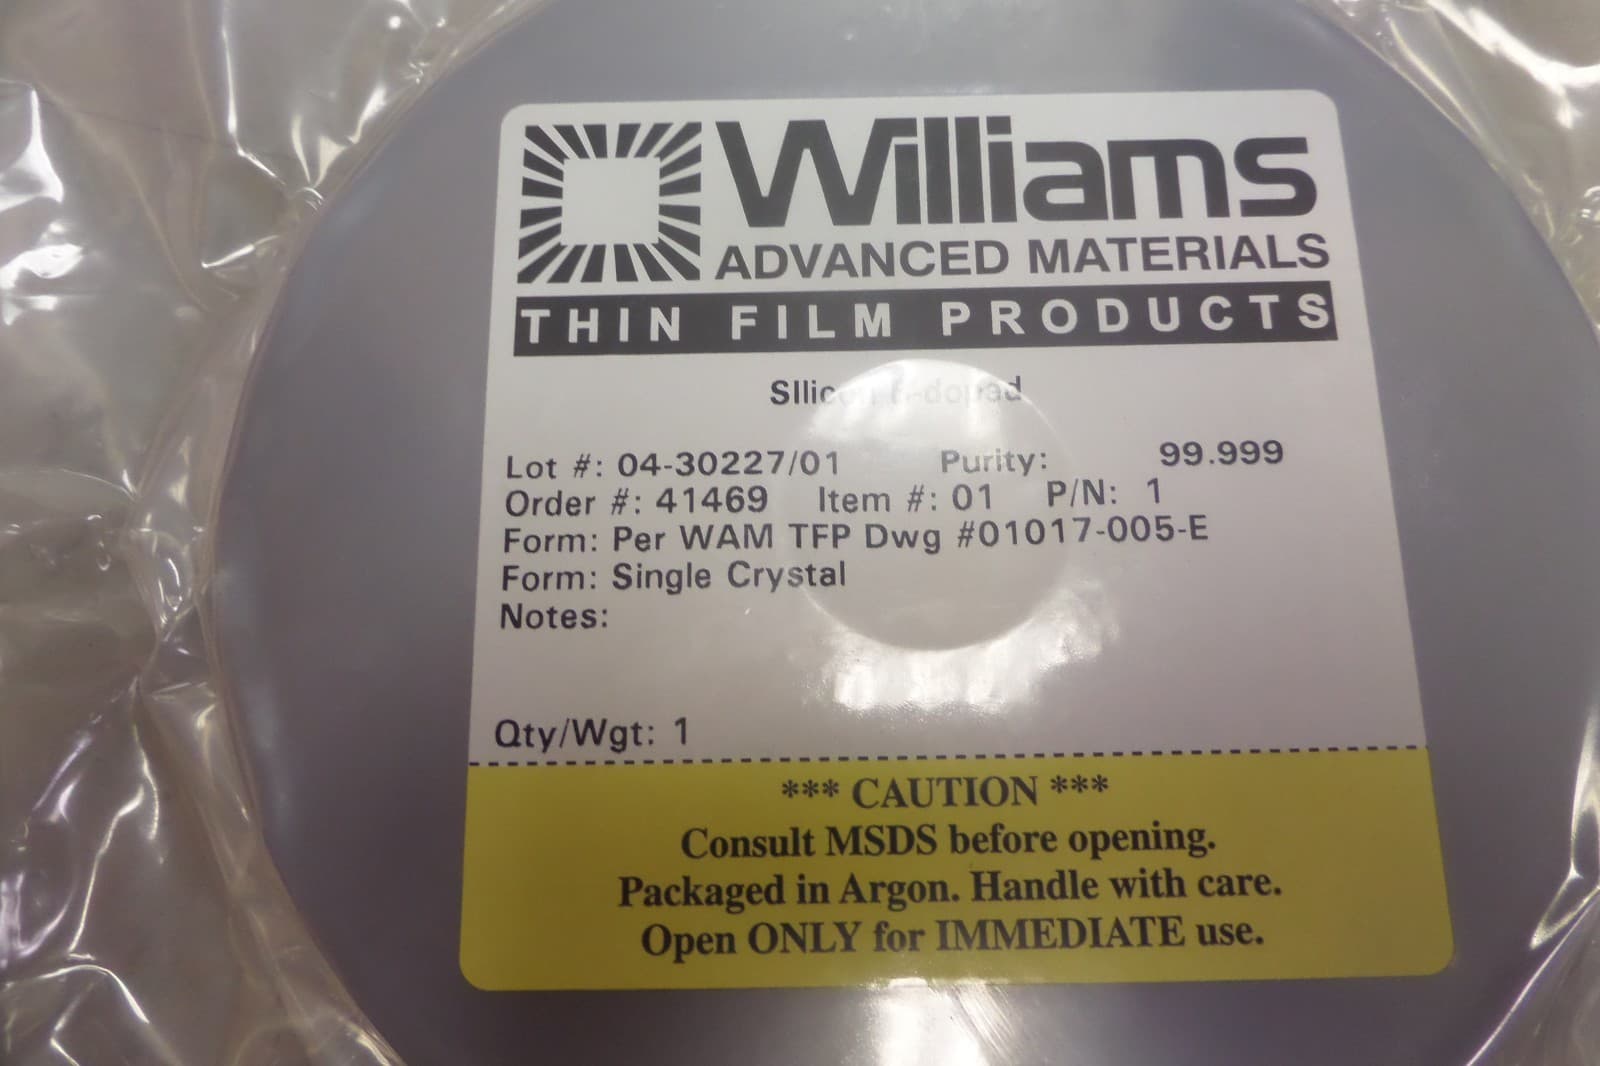 Williams
ADVANCED MATERIALS
THIN FILM PRODUCTS
SIlicon B-doped
Lot #: 04-30227/01 Purity: 99.999
Order #: 41469 Item #: 01 P/N: 1
Form: Per WAM TFP Dwg #01017-005-E
Form: Single Crystal
Notes:
Qty/Wgt: 1
*** CAUTION ***
Consult MSDS before opening.
Packaged in Argon. Handle with care.
Open ONLY for IMMEDIATE use.